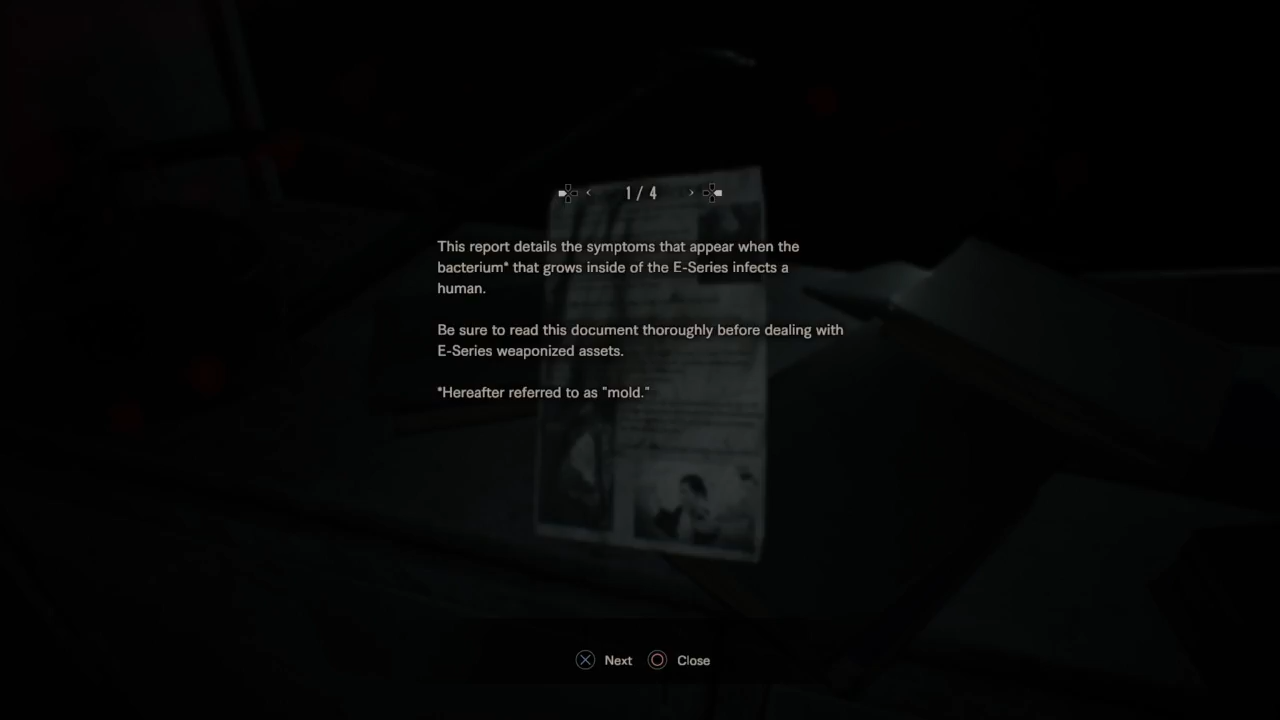 < 1 / 4 >
This report details the symptoms that appear when the
bacterium* that grows inside of the E-Series infects a
human.
Be sure to read this document thoroughly before dealing with
E-Series weaponized assets.
*Hereafter referred to as "mold."
Next Close